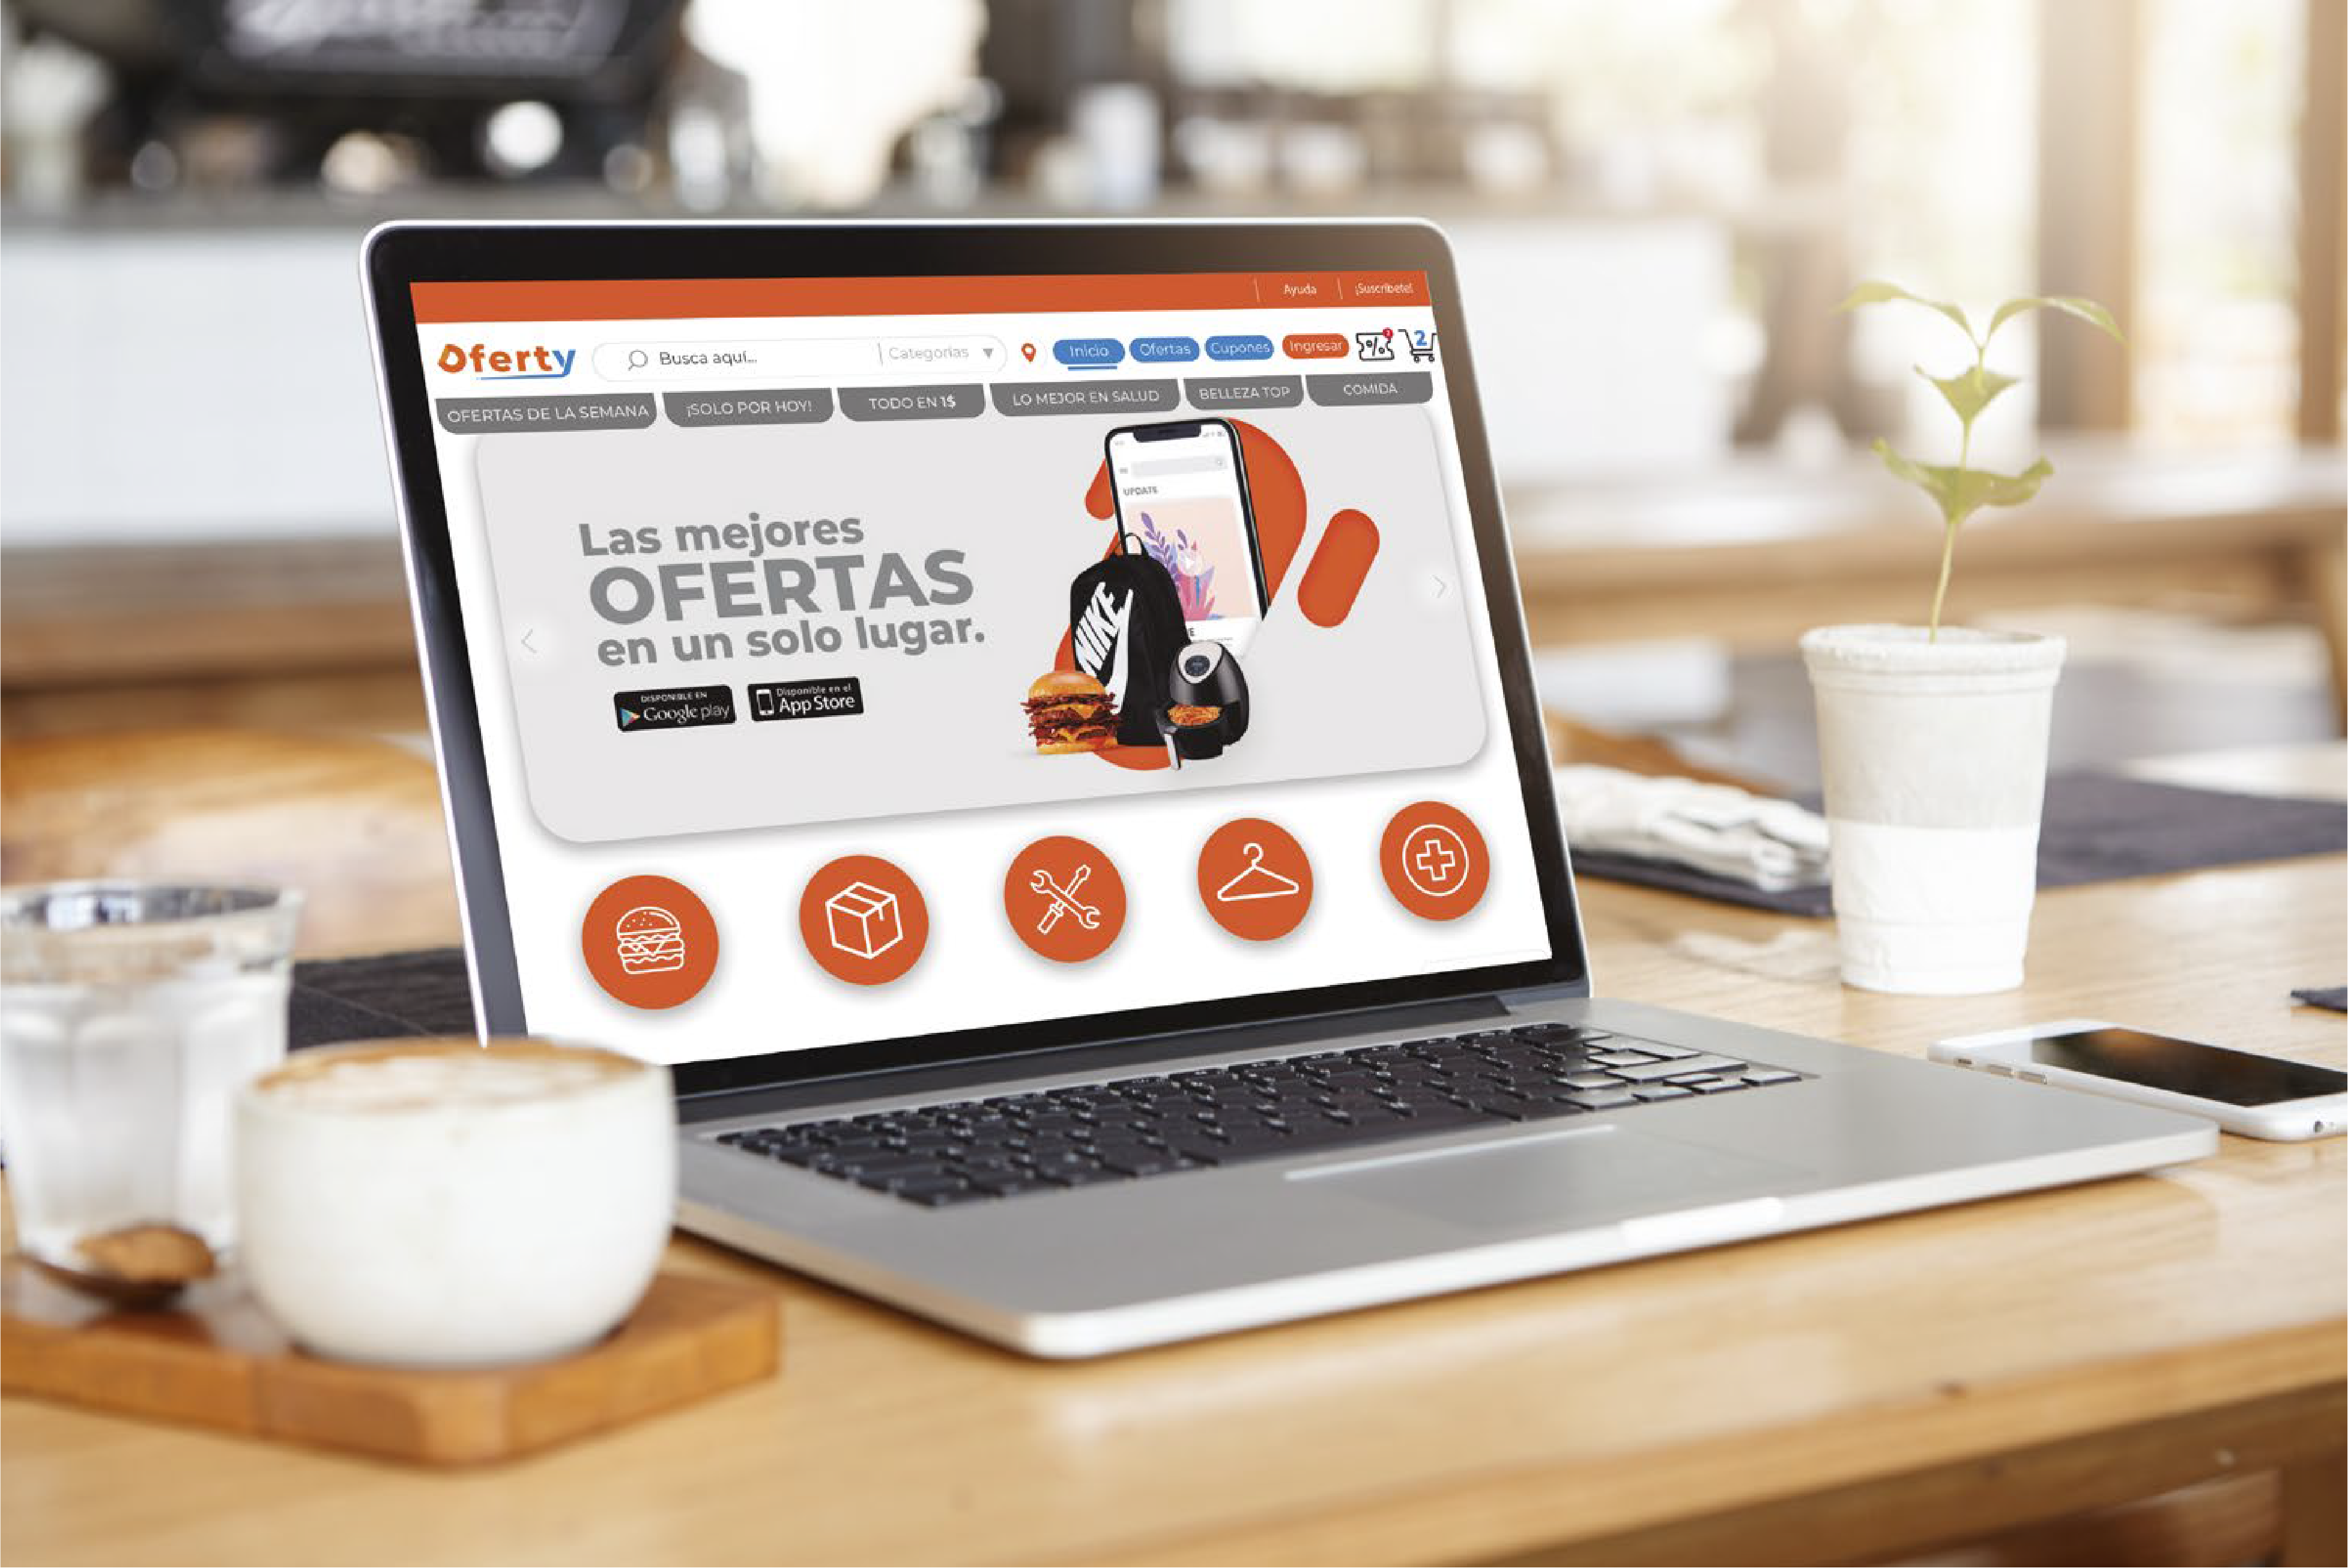 Ayuda
¡Suscríbete!
Oferty
Busca aquí...
Categorías
Inicio
Ofertas
Cupones
Ingresar
2
OFERTAS DE LA SEMANA
¡SOLO POR HOY!
TODO EN 1$
LO MEJOR EN SALUD
BELLEZA TOP
COMIDA
Las mejores
OFERTAS
en un solo lugar.
DISPONIBLE EN
Google play
Disponible en el
App Store
UPDATE
NIKE